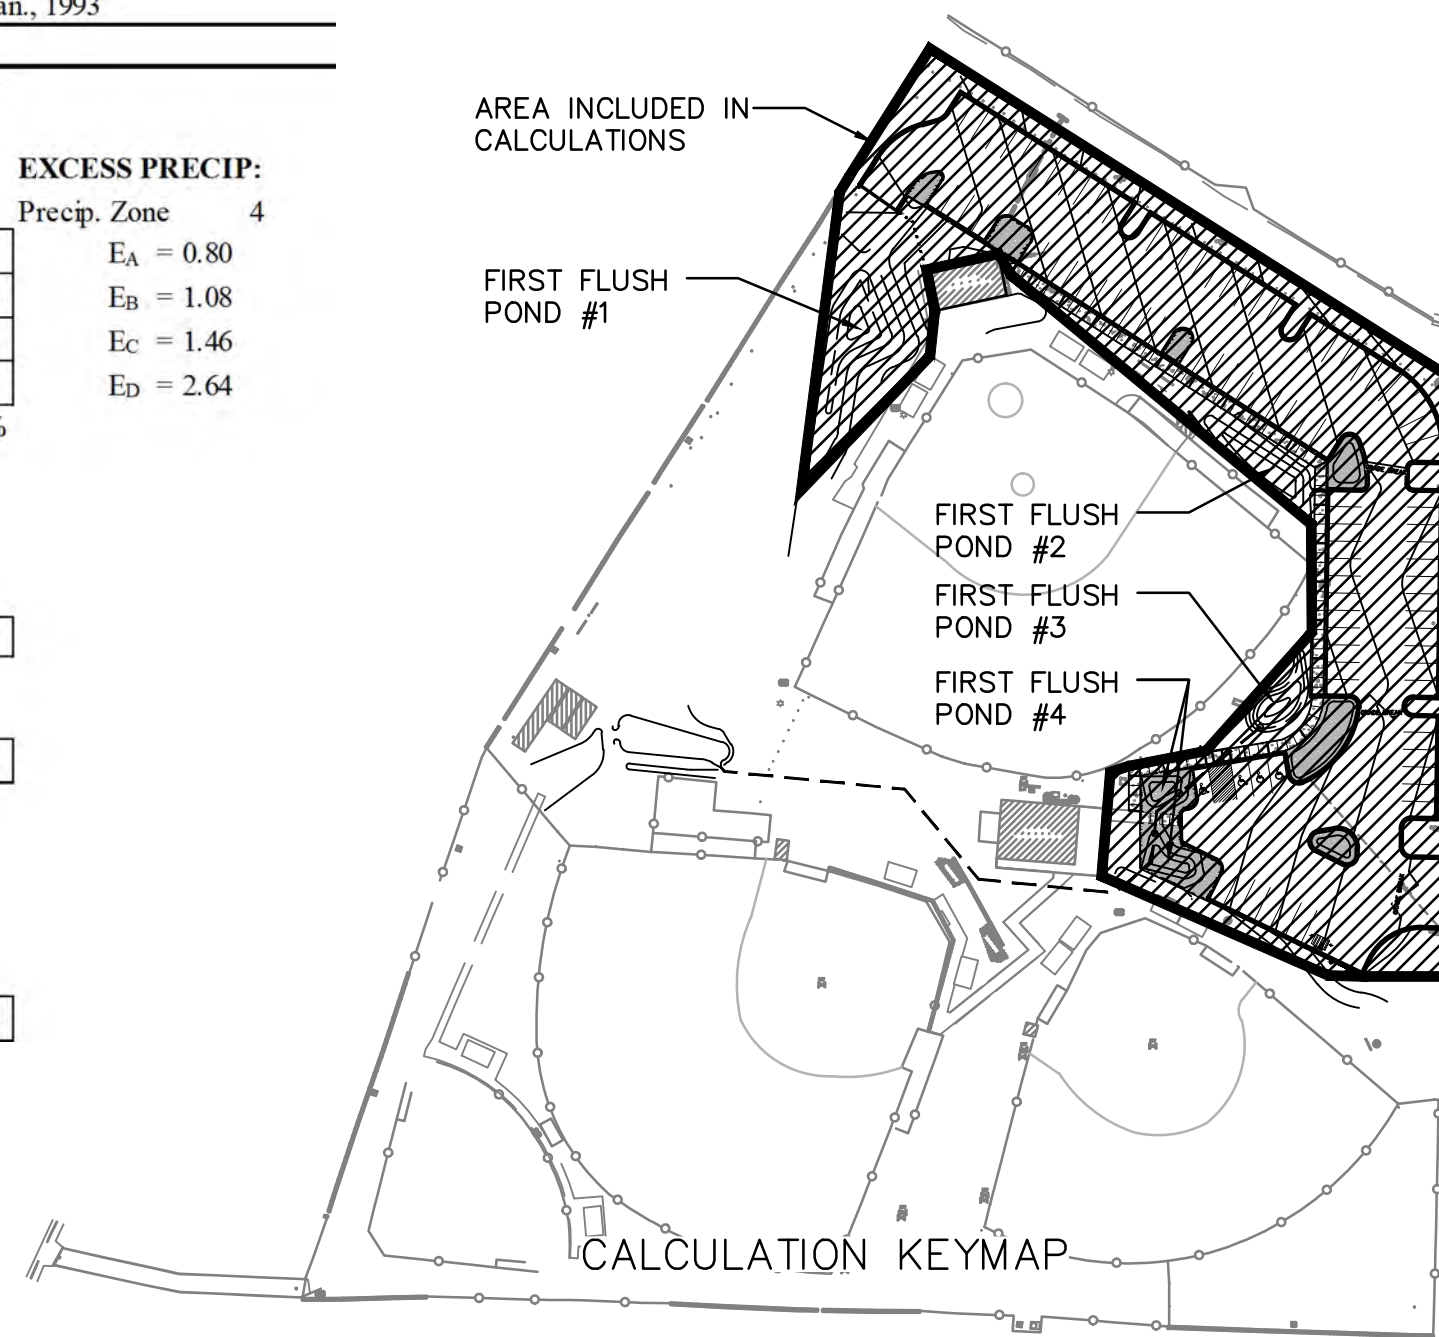 an., 1993
EXCESS PRECIP:
Precip. Zone 4
EA = 0.80
EB = 1.08
EC = 1.46
ED = 2.64
%
AREA INCLUDED IN
CALCULATIONS
FIRST FLUSH
POND #1
FIRST FLUSH
POND #2
FIRST FLUSH
POND #3
FIRST FLUSH
POND #4
CALCULATION KEYMAP